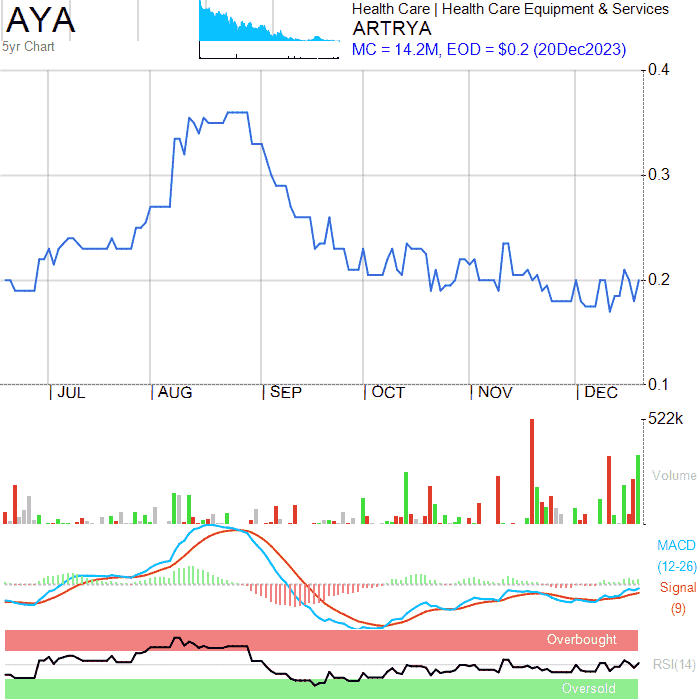 AYA
5yr Chart
Health Care | Health Care Equipment & Services
ARTRYA
MC = 14.2M, EOD = $0.2 (20Dec2023)
0.4
0.3
0.2
0.1
| JUL | AUG | SEP | OCT | NOV | DEC
522k
Volume
MACD
(12-26)
Signal
(9)
Overbought
RSI(14)
Oversold